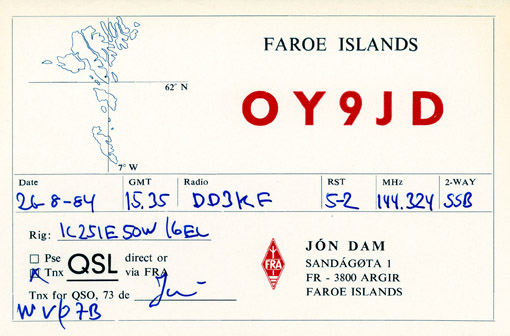 FAROE ISLANDS
OY9JD
62° N
7° W
Date GMT Radio RST MHz 2-WAY
26-8-84 15.35 DD3KF 5-2 144.324 SSB
Rig: IC251E 50W 16EL
Pse QSL direct or
Tnx via FRA
Tnx for QSO, 73 de
FRA
JÓN DAM
SANDÁGØTA 1
FR - 3800 ARGIR
FAROE ISLANDS